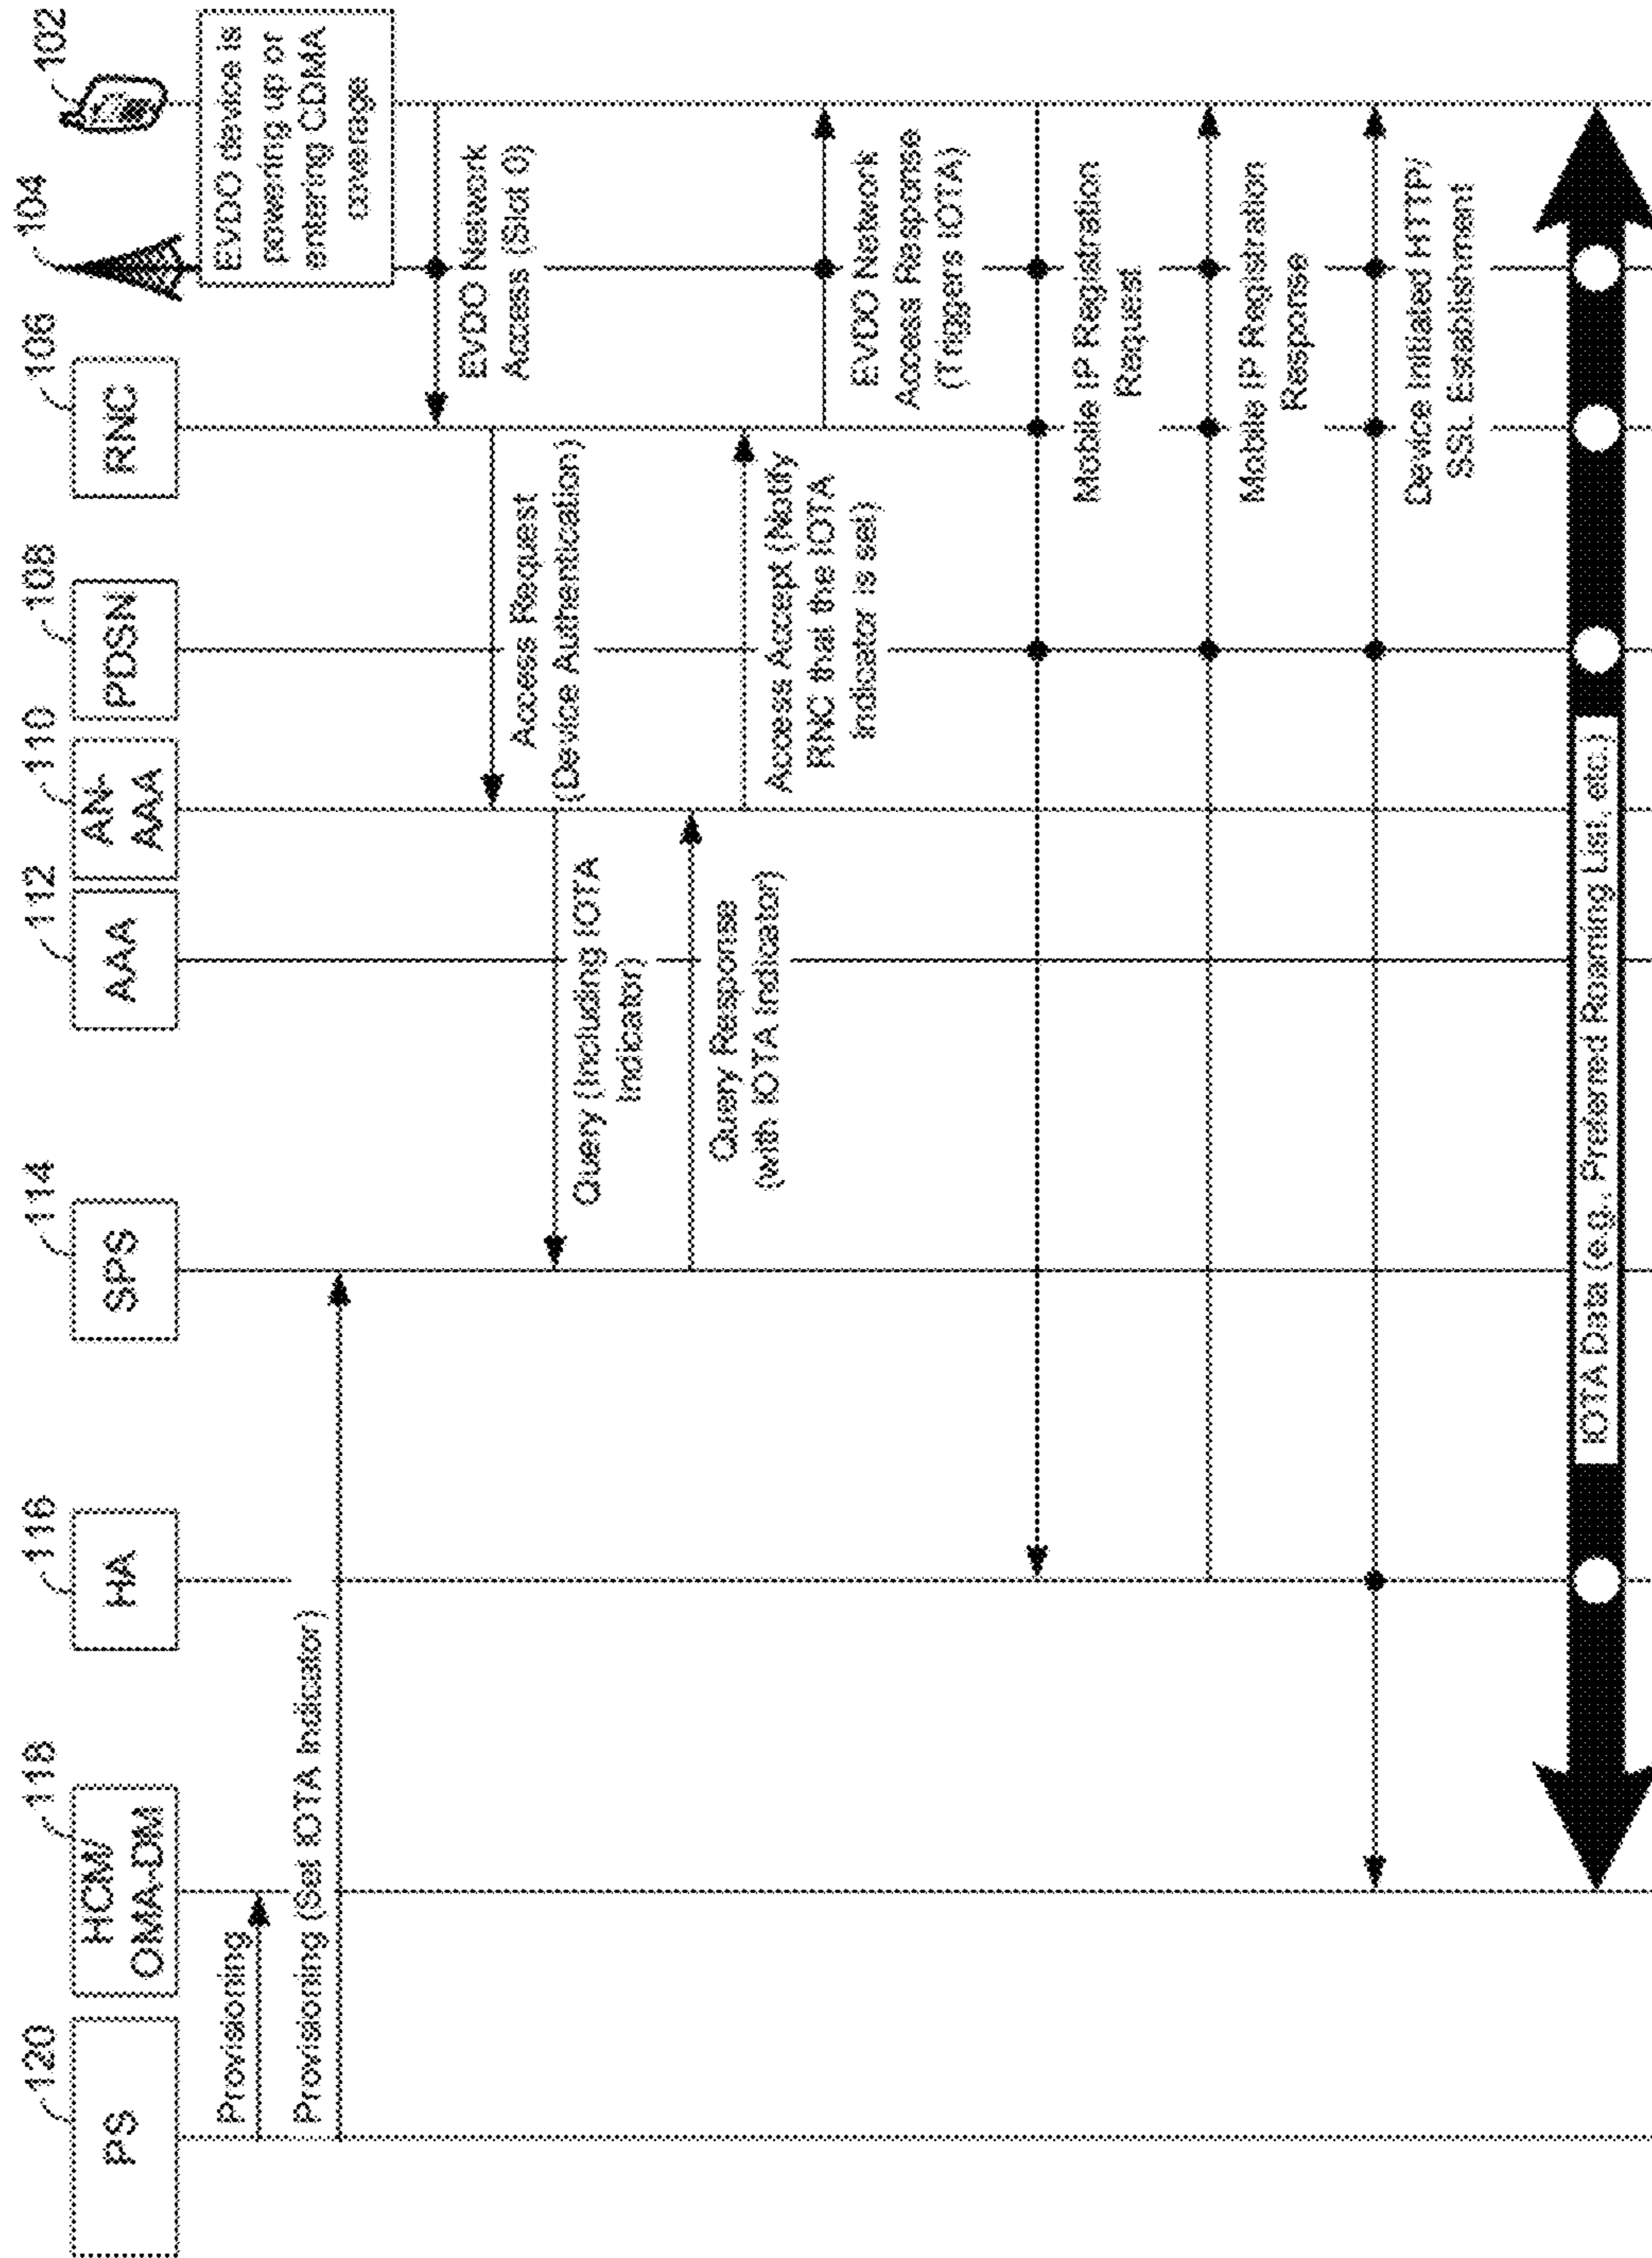 120
PS
118
HCM/
OMA-DM
116
HA
114
SPS
112
AAA
110
AN-
AAA
108
PDSN
106
RNC
104
102
Provisioning
Provisioning (Set IOTA Indicator)
EVDO device is
powering up or
entering CDMA
coverage
EVDO Network
Access (Slot 0)
Access Request
(Device Authentication)
Query (Including IOTA
Indicator)
Query Response
(with IOTA Indicator)
Access Accept (Notify
RNC that the IOTA
Indicator is set)
EVDO Network
Access Response
(Triggers IOTA)
Mobile IP Registration
Request
Mobile IP Registration
Response
Device Initiated HTTP/
SSL Establishment
IOTA Data (e.g., Preferred Roaming List, etc.)